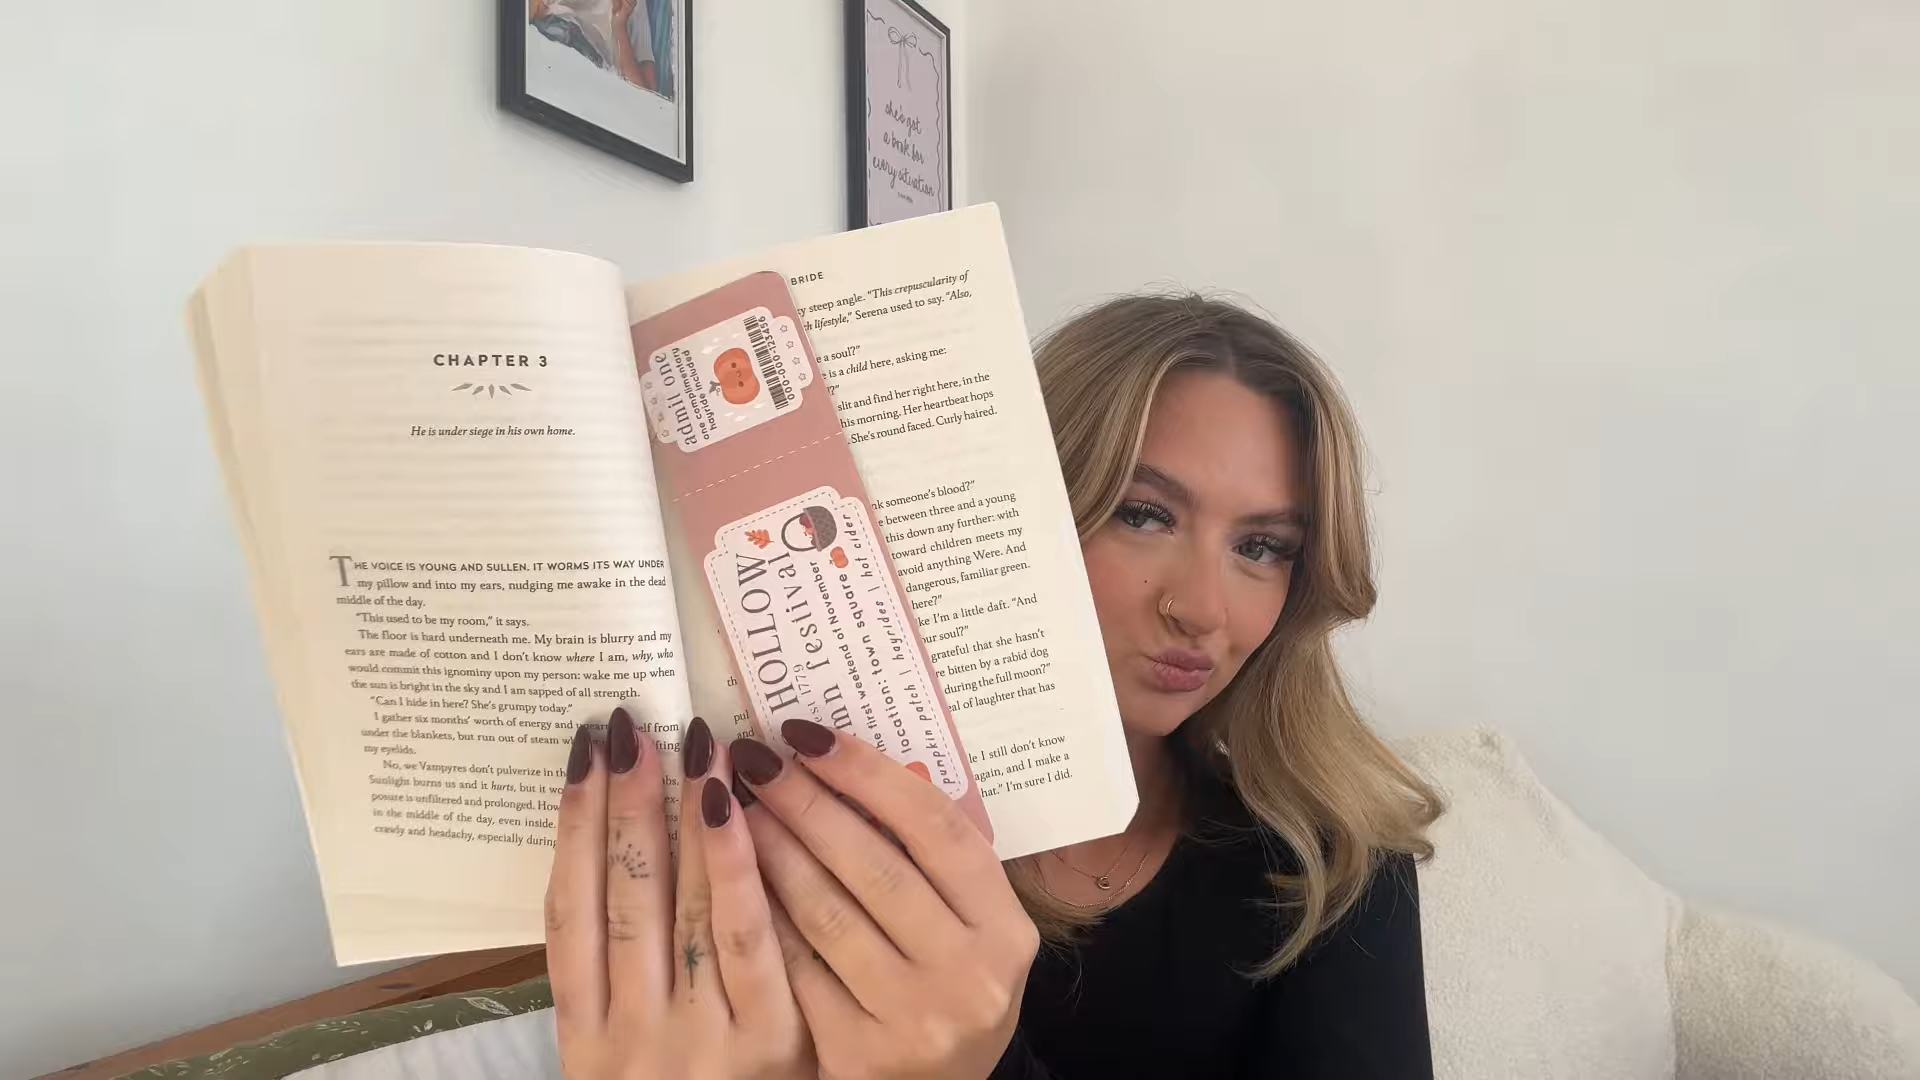 she's got
a book for
every situation
CHAPTER 3
He is under siege in his own home.
THE VOICE IS YOUNG AND SULLEN. IT WORMS ITS WAY UNDER
my pillow and into my ears, nudging me awake in the dead
middle of the day.
"This used to be my room," it says.
The floor is hard underneath me. My brain is blurry and my
ears are made of cotton and I don't know where I am, why, who
would commit this ignominy upon my person: wake me up when
the sun is bright in the sky and I am sapped of all strength.
"Can I hide in here? She's grumpy today."
I gather six months' worth of energy and
under the blankets, but run out of steam
my eyelids.
No, we Vampyres don't pulverize in
Sunlight burns us and it hurts, but it
posure is unfiltered and prolonged.
in the middle of the day, even inside.
crawly and headachy, especially during
BRIDE
steep angle. "This crepuscularity of
lifestyle," Serena used to say. "Also,
a soul?"
is a child here, asking me:
slit and find her right here, in the
his morning. Her heartbeat hops
She's round faced. Curly haired.
someone's blood?"
between three and a young
this down any further: with
toward children meets my
avoid anything Were. And
dangerous, familiar green.
here?"
I'm a little daft. "And
soul?"
grateful that she hasn't
bitten by a rabid dog
during the full moon?"
of laughter that has
I still don't know
again, and I make a
hat." I'm sure I did.
admit one
one complimentary
hayride included
000-000-123456
HOLLOW
festival
1779
first weekend of November
location: town square
pumpkin patch | hayrides | hot cider